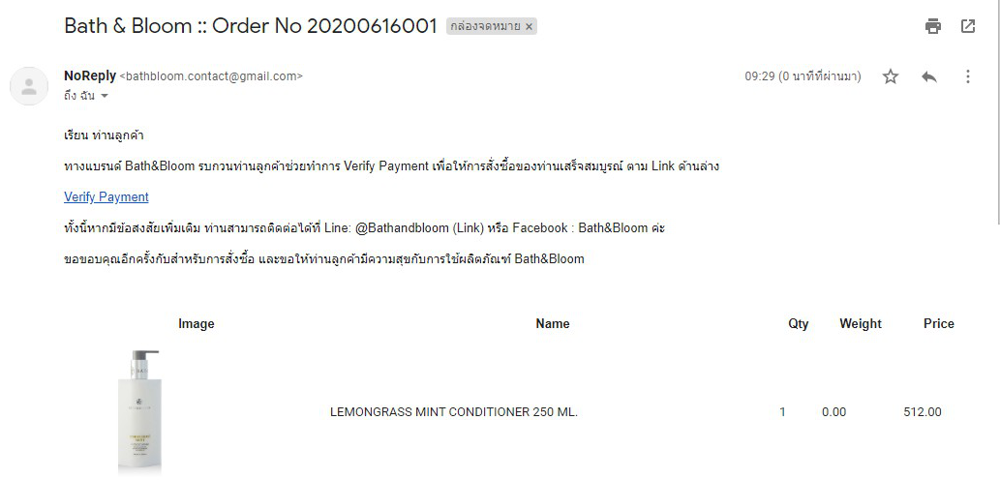 Bath & Bloom :: Order No 20200616001 กล่องจดหมาย ×
NoReply <bathbloom.contact@gmail.com> 09:29 (0 นาทีที่ผ่านมา)
ถึง ฉัน
เรียน ท่านลูกค้า
ทางแบรนด์ Bath&Bloom รบกวนท่านลูกค้าช่วยทำการ Verify Payment เพื่อให้การสั่งซื้อของท่านเสร็จสมบูรณ์ ตาม Link ด้านล่าง
Verify Payment
ทั้งนี้หากมีข้อสงสัยเพิ่มเติม ท่านสามารถติดต่อได้ที่ Line: @Bathandbloom (Link) หรือ Facebook : Bath&Bloom ค่ะ
ขอขอบคุณอีกครั้งกับสำหรับการสั่งซื้อ และขอให้ท่านลูกค้ามีความสุขกับการใช้ผลิตภัณฑ์ Bath&Bloom
Image Name Qty Weight Price
LEMONGRASS MINT CONDITIONER 250 ML. 1 0.00 512.00